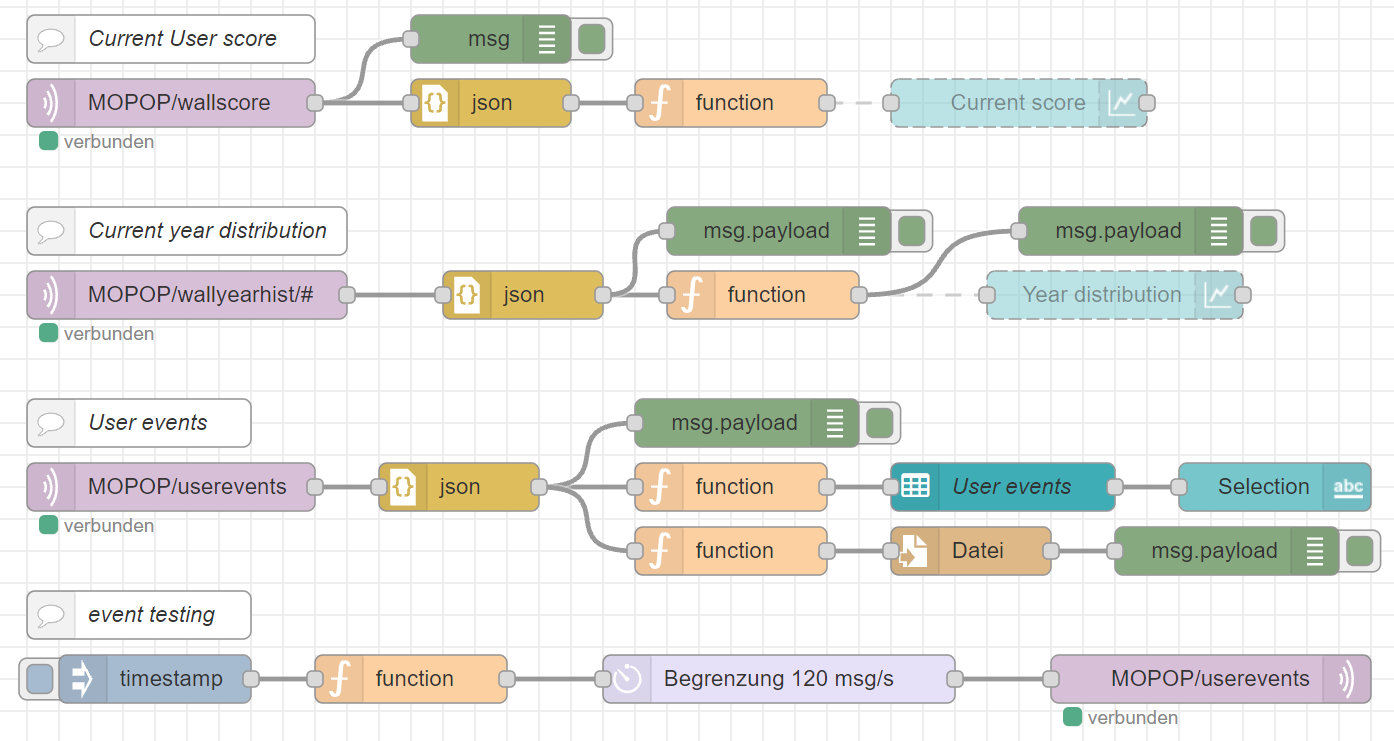 Current User score
msg
MOPOP/wallscore
json
function
Current score
verbunden
Current year distribution
msg.payload
msg.payload
MOPOP/wallyearhist/#
json
function
Year distribution
verbunden
User events
msg.payload
MOPOP/userevents
json
function
User events
Selection
abc
verbunden
function
Datei
msg.payload
event testing
timestamp
function
Begrenzung 120 msg/s
MOPOP/userevents
verbunden